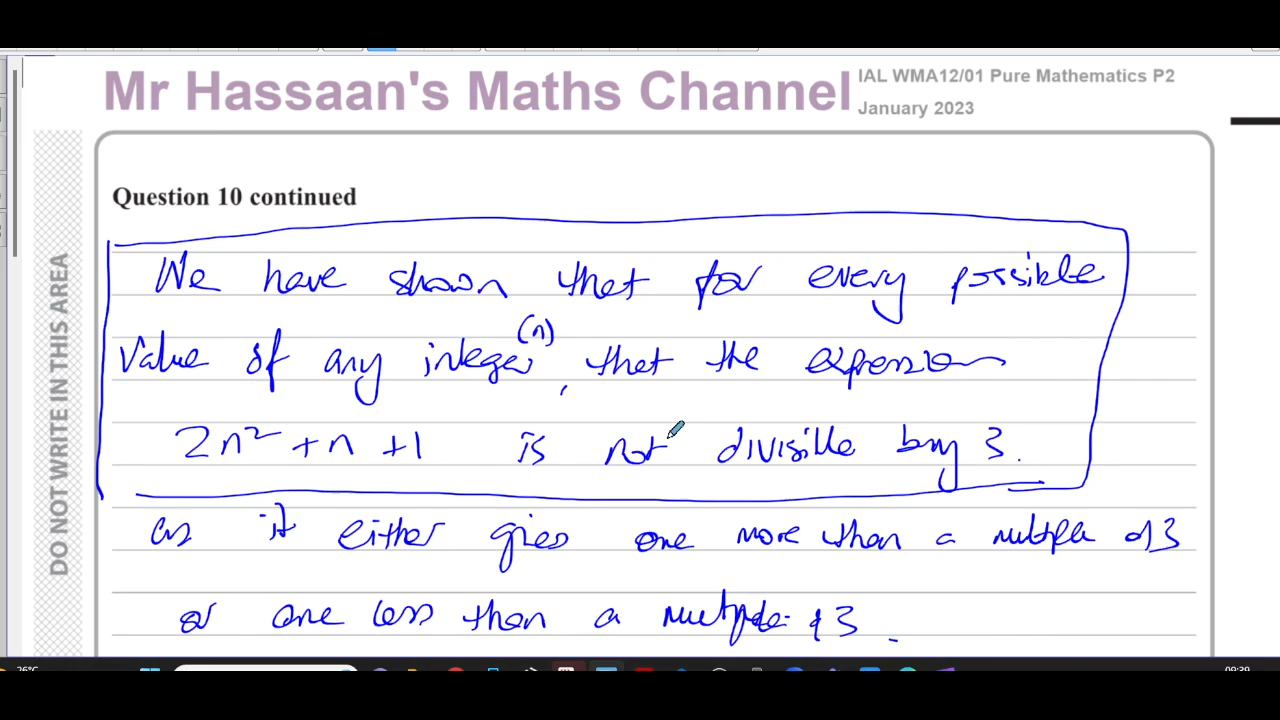 Mr Hassaan's Maths Channel
IAL WMA12/01 Pure Mathematics P2
January 2023
DO NOT WRITE IN THIS AREA
Question 10 continued
We have shown that for every possible
value of any integer (n), that the expression
2n² + n + 1 is not divisible by 3.
as it either gives one more than a multiple of 3
or one less than a multiple of 3.
26°C
09:39